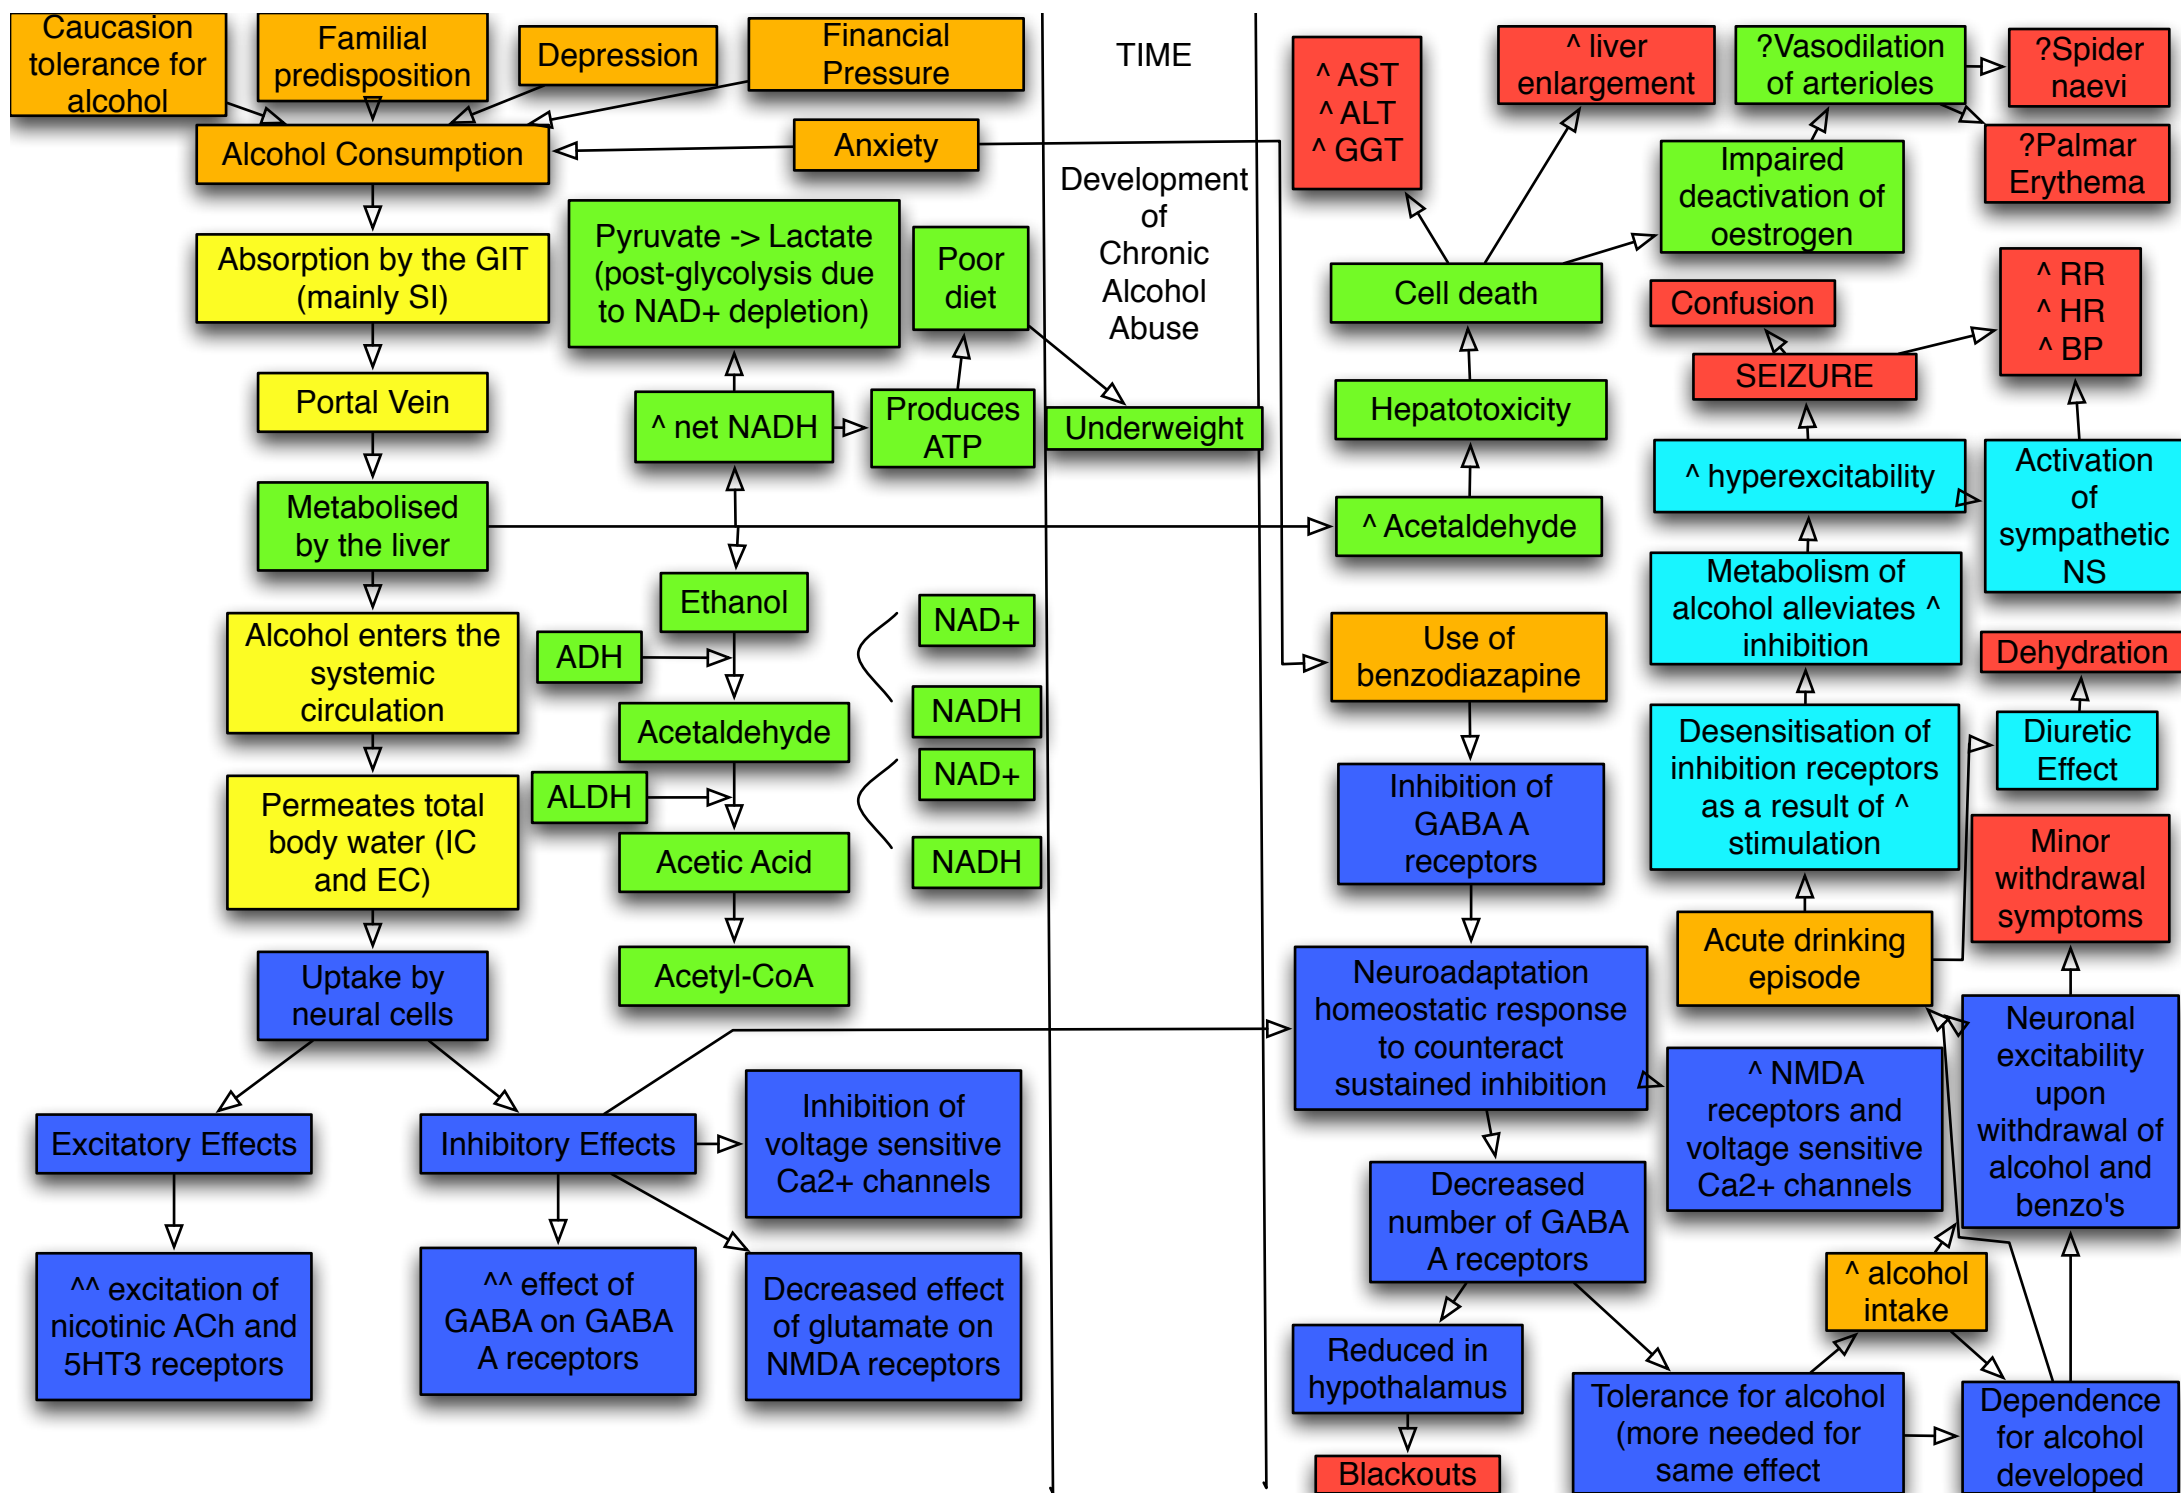 Caucasion
tolerance for
alcohol
Familial
predisposition
Depression
Financial
Pressure
Anxiety
Alcohol Consumption
Absorption by the GIT
(mainly SI)
Portal Vein
Metabolised
by the liver
Alcohol enters the
systemic
circulation
Permeates total
body water (IC
and EC)
Uptake by
neural cells
Excitatory Effects
Inhibitory Effects
^^ excitation of
nicotinic ACh and
5HT3 receptors
^^ effect of
GABA on GABA
A receptors
Inhibition of
voltage sensitive
Ca2+ channels
Decreased effect
of glutamate on
NMDA receptors
Pyruvate -> Lactate
(post-glycolysis due
to NAD+ depletion)
Poor
diet
^ net NADH
Produces
ATP
Underweight
Ethanol
ADH
NAD+
NADH
Acetaldehyde
ALDH
NAD+
NADH
Acetic Acid
Acetyl-CoA
TIME
Development
of
Chronic
Alcohol
Abuse
^ AST
^ ALT
^ GGT
^ liver
enlargement
?Vasodilation
of arterioles
?Spider
naevi
?Palmar
Erythema
Impaired
deactivation of
oestrogen
Cell death
Hepatotoxicity
^ Acetaldehyde
Confusion
SEIZURE
^ RR
^ HR
^ BP
^ hyperexcitability
Activation
of
sympathetic
NS
Metabolism of
alcohol alleviates ^
inhibition
Desensitisation of
inhibition receptors
as a result of ^
stimulation
Dehydration
Diuretic
Effect
Acute drinking
episode
Minor
withdrawal
symptoms
Use of
benzodiazapine
Inhibition of
GABA A
receptors
Neuroadaptation
homeostatic response
to counteract
sustained inhibition
^ NMDA
receptors and
voltage sensitive
Ca2+ channels
Neuronal
excitability
upon
withdrawal of
alcohol and
benzo's
Decreased
number of GABA
A receptors
^ alcohol
intake
Reduced in
hypothalamus
Blackouts
Tolerance for alcohol
(more needed for
same effect
Dependence
for alcohol
developed